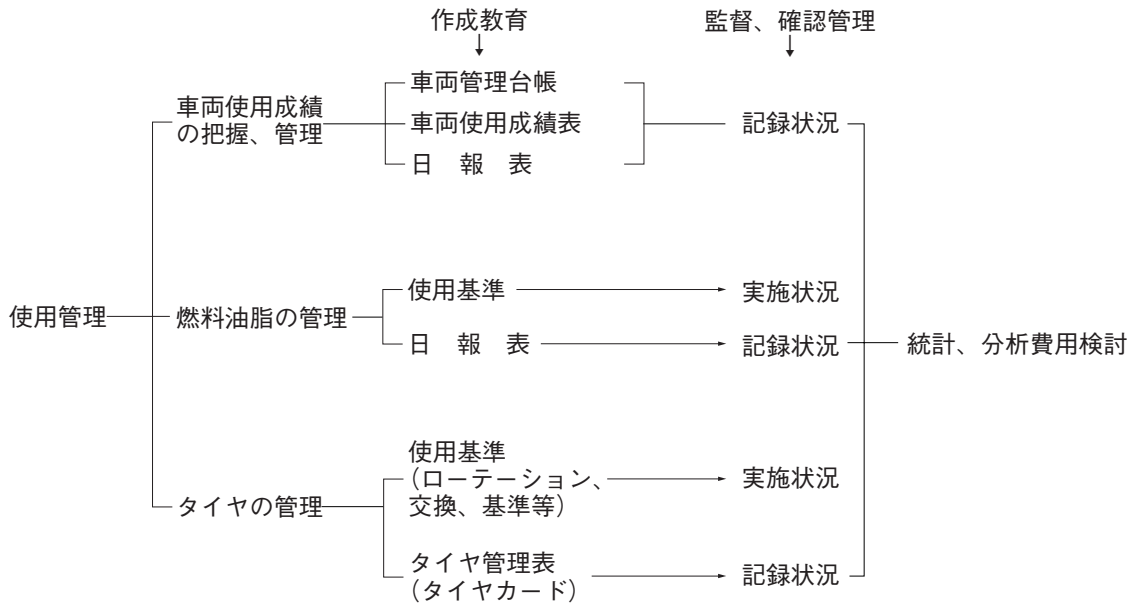 作成教育
監督、確認管理
車両使用成績
の把握、管理
車両管理台帳
車両使用成績表
日　報　表
記録状況
使用管理
燃料油脂の管理
使用基準
実施状況
日　報　表
記録状況
統計、分析費用検討
タイヤの管理
使用基準
（ローテーション、
交換、基準等）
実施状況
タイヤ管理表
（タイヤカード）
記録状況